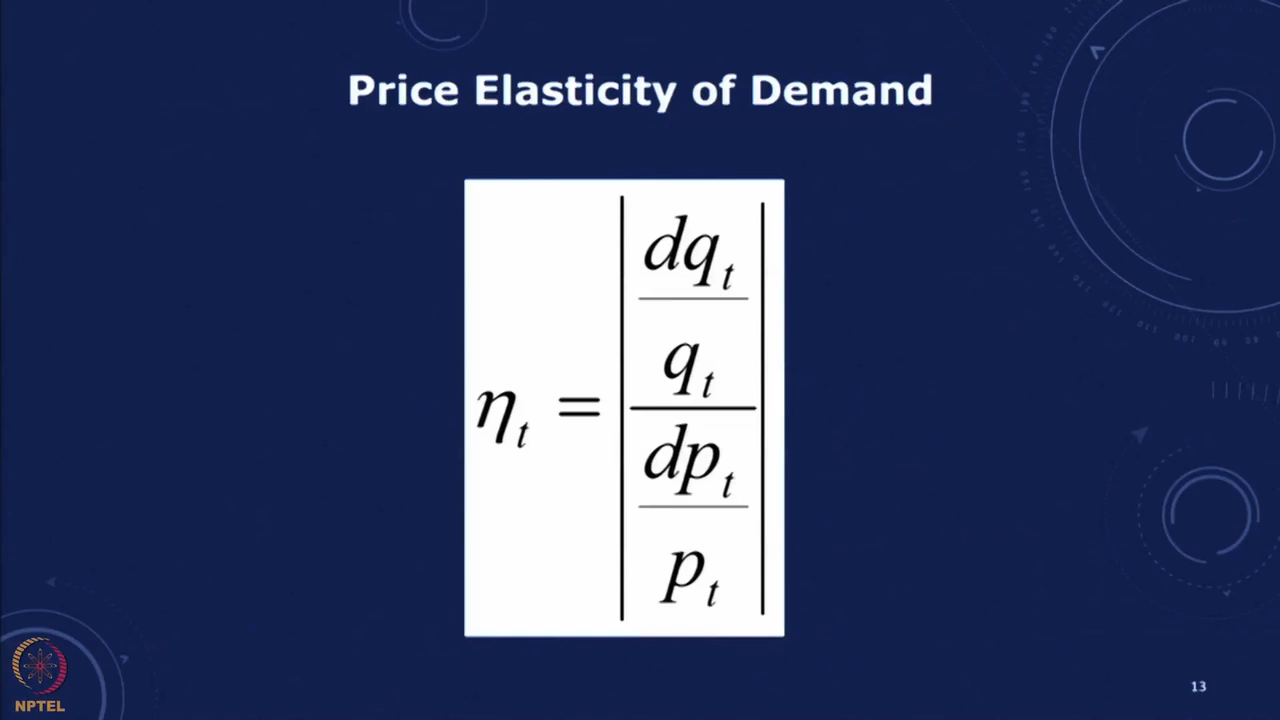 Price Elasticity of Demand
η_t = | (dq_t / q_t) / (dp_t / p_t) |
NPTEL
13